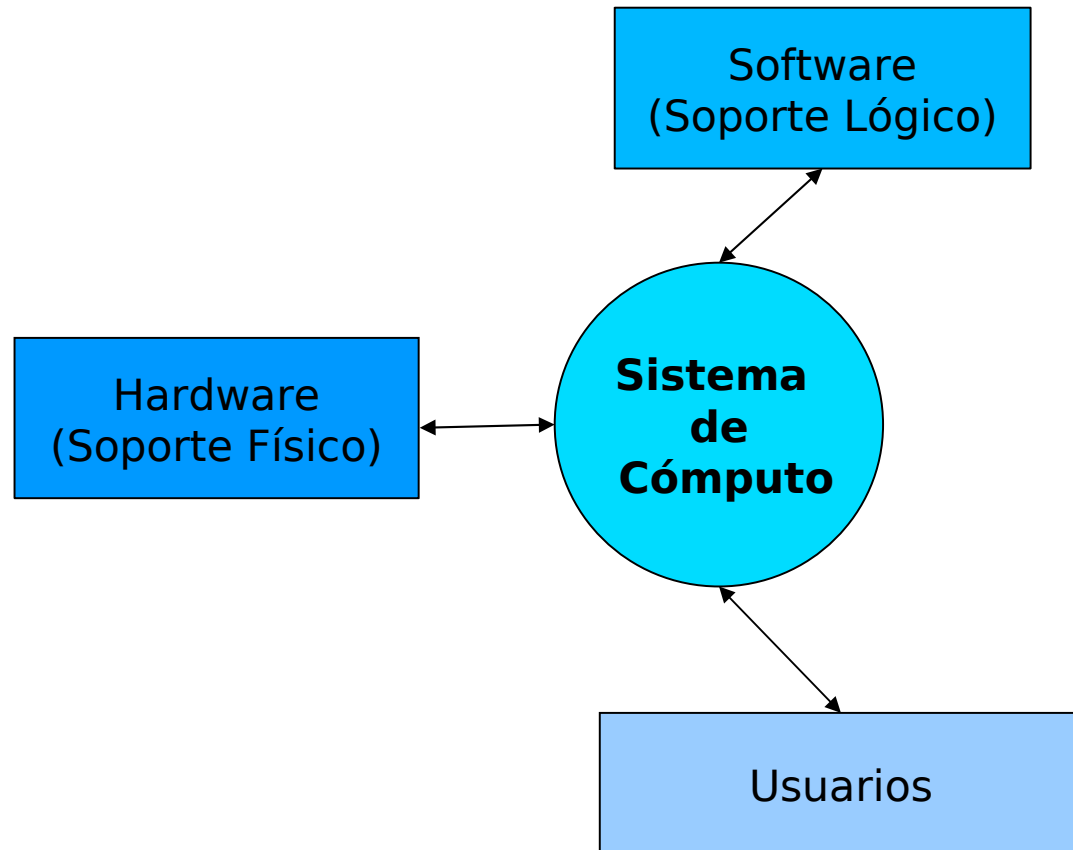 Software
(Soporte Lógico)
Hardware
(Soporte Físico)
Sistema
de
Cómputo
Usuarios